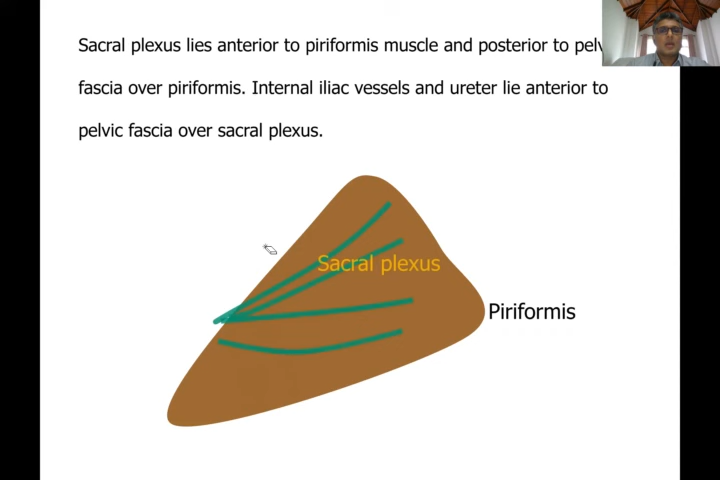 Sacral plexus lies anterior to piriformis muscle and posterior to
fascia over piriformis. Internal iliac vessels and ureter lie anterior to
pelvic fascia over sacral plexus.
Sacral plexus
Piriformis